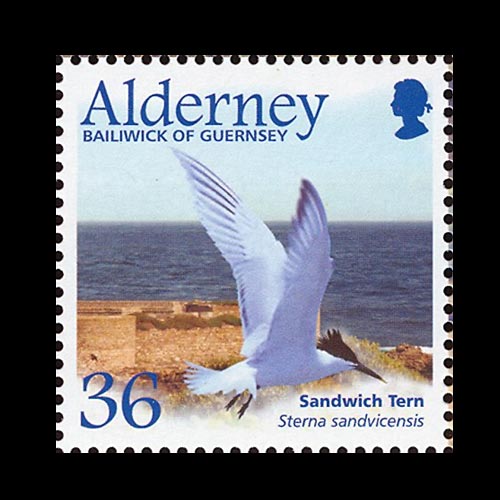 Alderney
BAILIWICK OF GUERNSEY
36
Sandwich Tern
Sterna sandvicensis